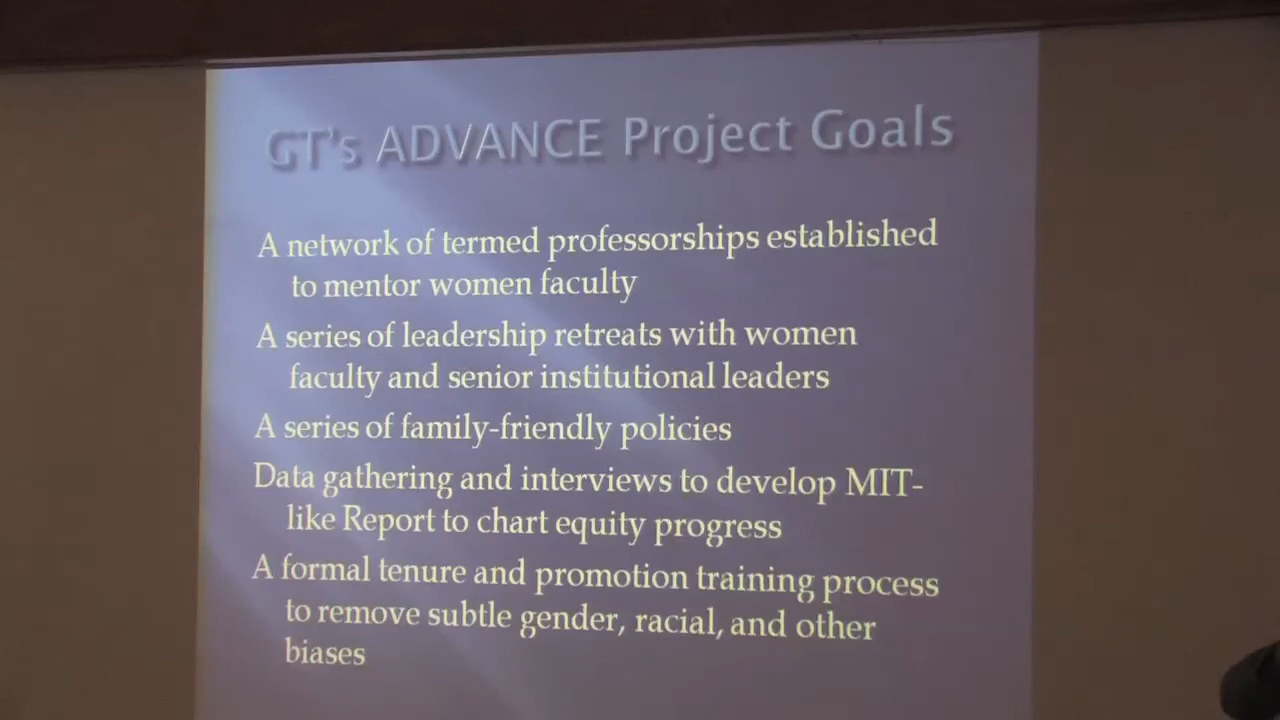 GT's ADVANCE Project Goals
A network of termed professorships established
to mentor women faculty
A series of leadership retreats with women
faculty and senior institutional leaders
A series of family-friendly policies
Data gathering and interviews to develop MIT-
like Report to chart equity progress
A formal tenure and promotion training process
to remove subtle gender, racial, and other
biases